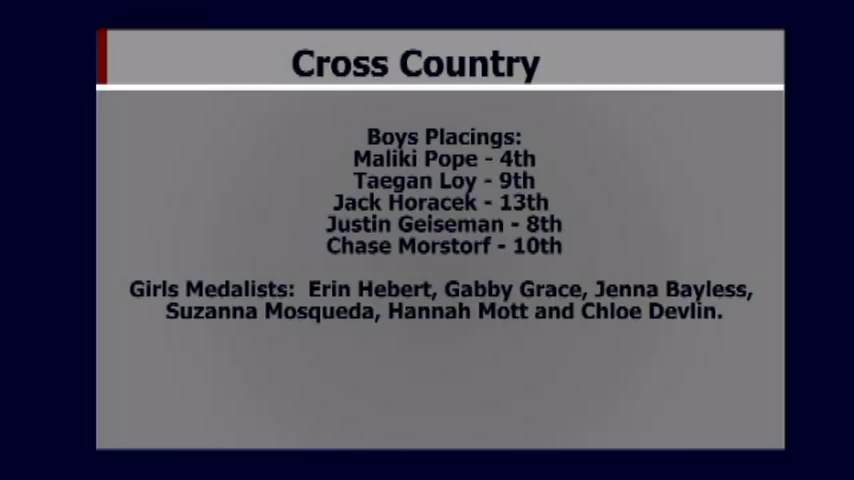 Cross Country
Boys Placings:
Maliki Pope - 4th
Taegan Loy - 9th
Jack Horacek - 13th
Justin Geiseman - 8th
Chase Morstorf - 10th
Girls Medalists:  Erin Hebert, Gabby Grace, Jenna Bayless,
Suzanna Mosqueda, Hannah Mott and Chloe Devlin.